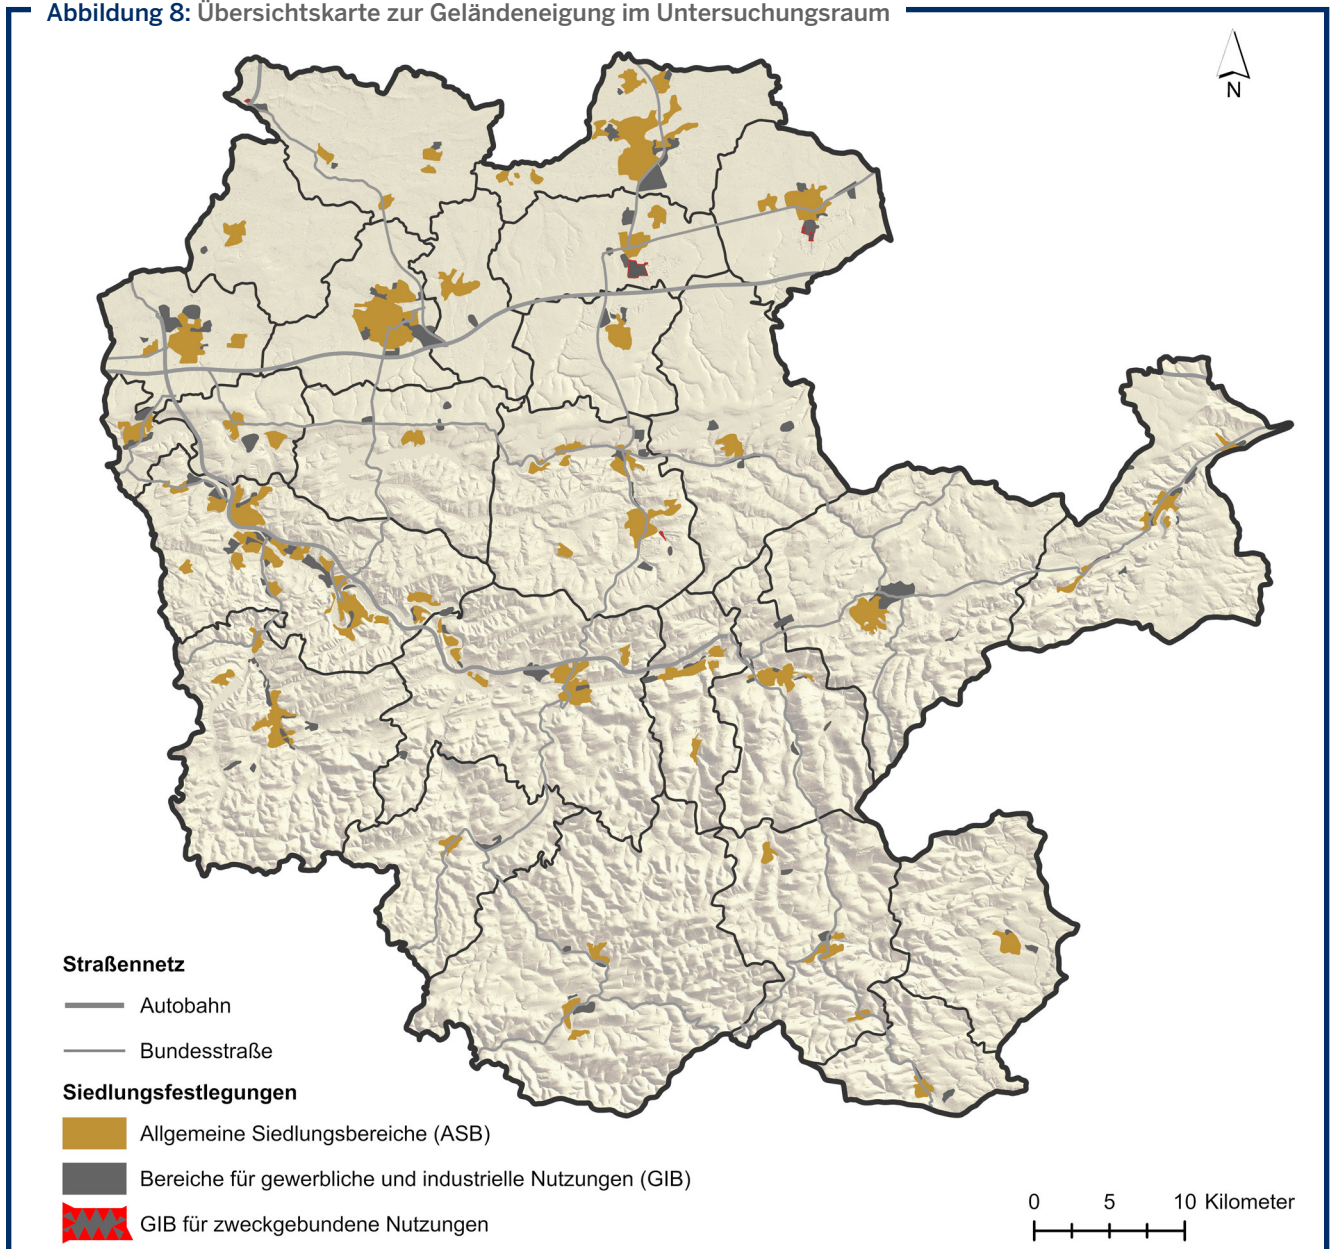 Abbildung 8: Übersichtskarte zur Geländeneigung im Untersuchungsraum
N
Straßennetz
Autobahn
Bundesstraße
Siedlungsfestlegungen
Allgemeine Siedlungsbereiche (ASB)
Bereiche für gewerbliche und industrielle Nutzungen (GIB)
GIB für zweckgebundene Nutzungen
0 5 10 Kilometer